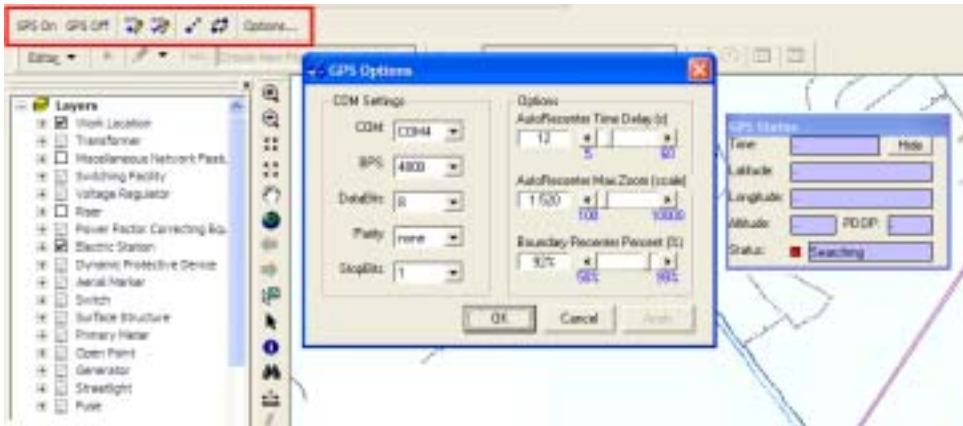 GPS On GPS Off Options...
Editor
GPS Options
COM Settings
COM: COM4
BPS: 4800
DataBits: 8
Parity: none
StopBits: 1
Options
AutoRecenter Time Delay (s)
12
5 60
AutoRecenter Max Zoom (scale)
1:520
100 10000
Boundary Recenter Percent (%)
92%
50% 98%
OK Cancel Apply
Layers
Work Location
Transformer
Miscellaneous Network Feat
Switching Facility
Voltage Regulator
Riser
Power Factor Correcting Equ
Electric Station
Dynamic Protective Device
Aerial Marker
Switch
Surface Structure
Primary Meter
Open Point
Generator
Streetlight
Fuse
GPS Status
Time: Hide
Latitude:
Longitude:
Altitude: PDOP:
Status: Searching